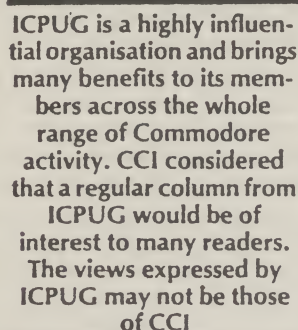 ICPUG is a highly influen-
tial organisation and brings
many benefits to its mem-
bers across the whole
range of Commodore
activity. CCI considered
that a regular column from
ICPUG would be of
interest to many readers.
The views expressed by
ICPUG may not be those
of CCI